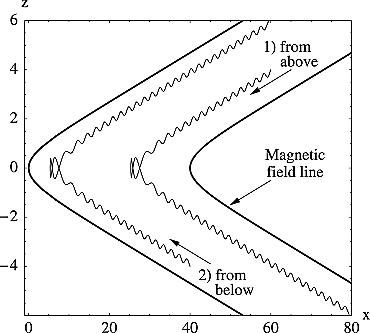 z
6
1) from
above
4
2
Magnetic
field line
0
−2
2) from
below
−4
0 20 40 60 80 x